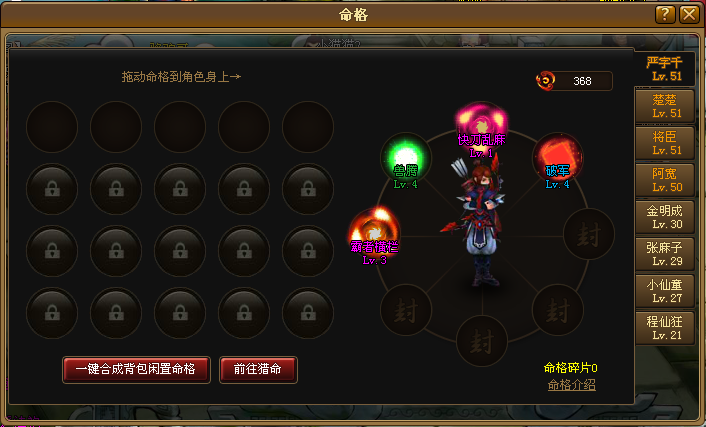 命格
拖动命格到角色身上→
368
快刀乱麻
Lv.1
兽腾
Lv.4
破军
Lv.4
霸者横拦
Lv.3
封
封
封
封
一键合成背包闲置命格
前往猎命
命格碎片0
命格介绍
严字千
Lv.51
楚楚
Lv.51
将臣
Lv.51
阿宽
Lv.50
金明成
Lv.30
张麻子
Lv.29
小仙童
Lv.27
程仙狂
Lv.21